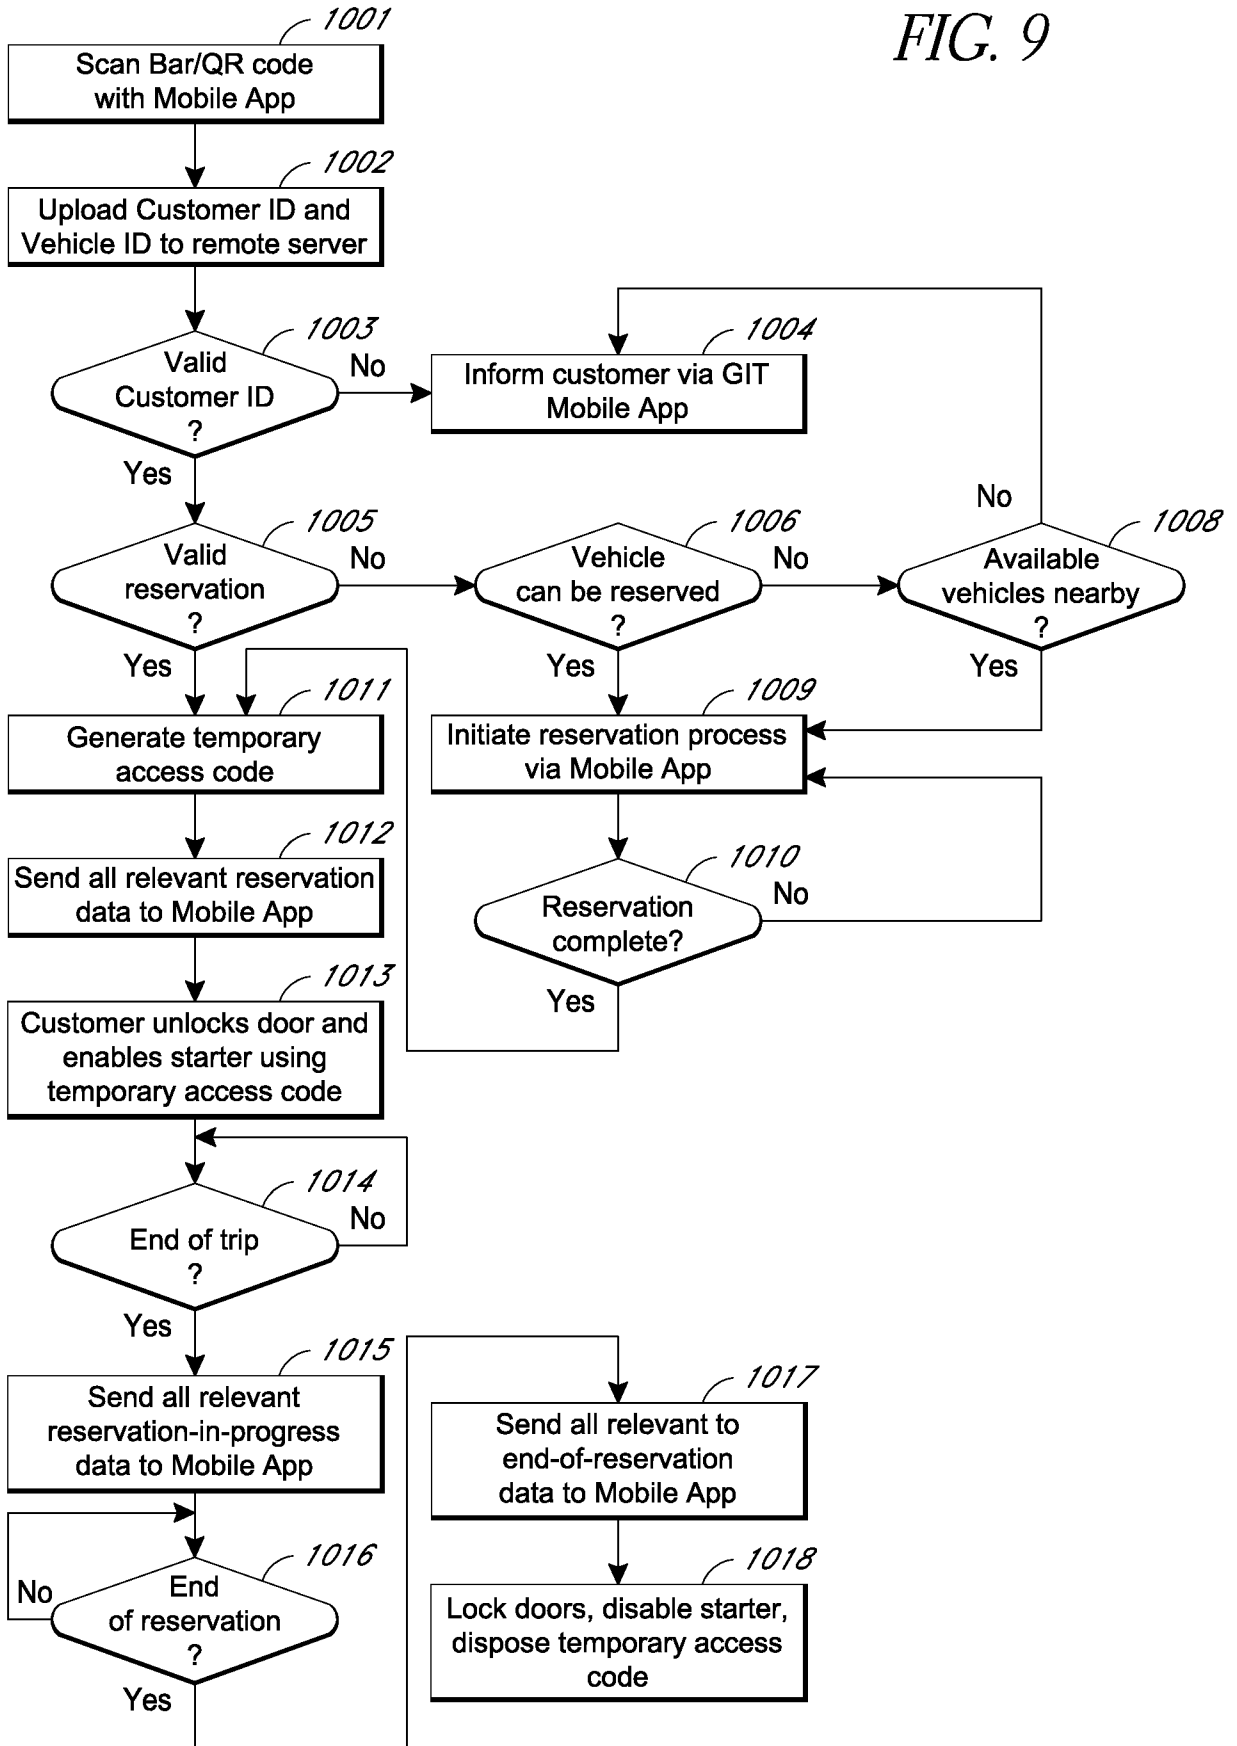 FIG. 9
1001
Scan Bar/QR code
with Mobile App
1002
Upload Customer ID and
Vehicle ID to remote server
1003
Valid
Customer ID
?
No
Yes
1004
Inform customer via GIT
Mobile App
1005
Valid
reservation
?
No
Yes
1006
Vehicle
can be reserved
?
No
Yes
1008
No
Available
vehicles nearby
?
Yes
1011
Generate temporary
access code
1009
Initiate reservation process
via Mobile App
1012
Send all relevant reservation
data to Mobile App
1010
Reservation
complete?
No
Yes
1013
Customer unlocks door and
enables starter using
temporary access code
1014
End of trip
?
No
Yes
1015
Send all relevant
reservation-in-progress
data to Mobile App
1016
End
of reservation
?
No
Yes
1017
Send all relevant to
end-of-reservation
data to Mobile App
1018
Lock doors, disable starter,
dispose temporary access
code